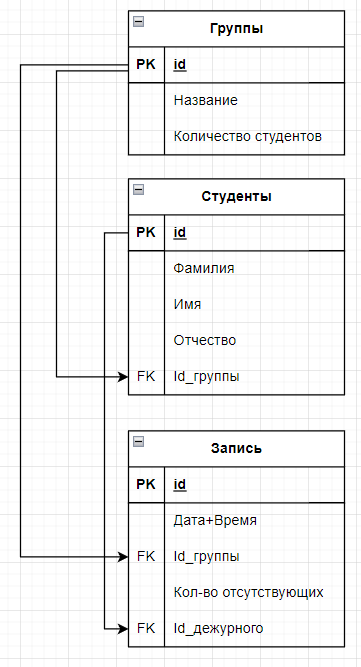 Группы
PK id
Название
Количество студентов
Студенты
PK id
Фамилия
Имя
Отчество
FK Id_группы
Запись
PK id
Дата+Время
FK Id_группы
Кол-во отсутствующих
FK Id_дежурного